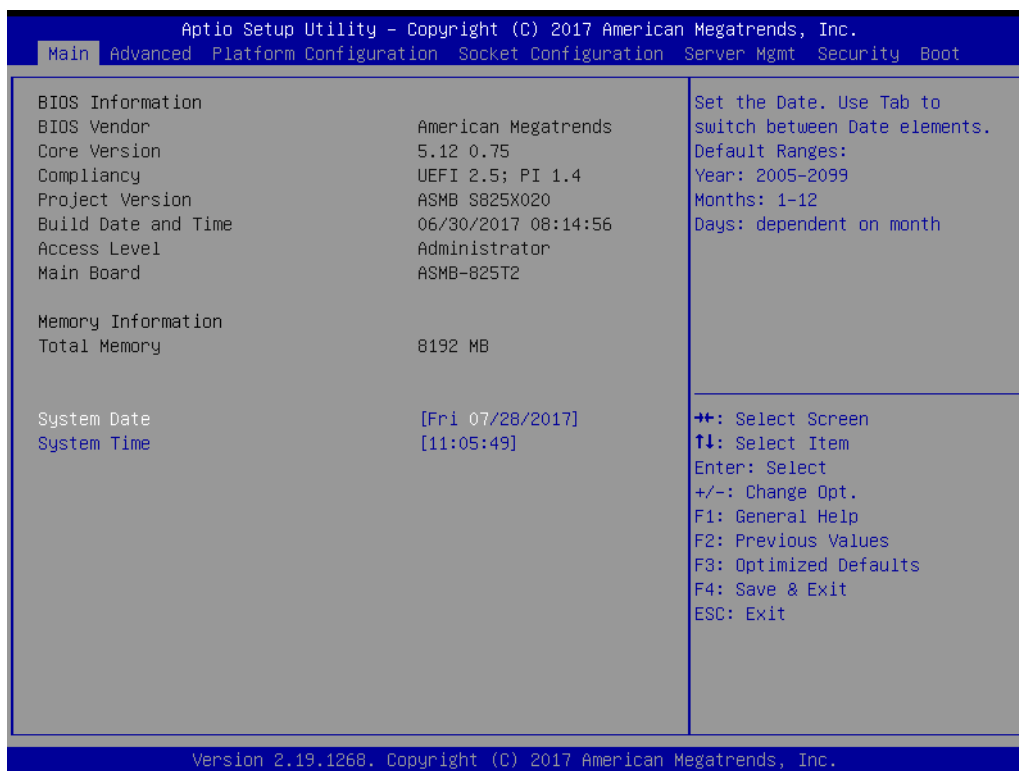 Aptio Setup Utility – Copyright (C) 2017 American Megatrends, Inc.
Main Advanced Platform Configuration Socket Configuration Server Mgmt Security Boot
BIOS Information
BIOS Vendor American Megatrends
Core Version 5.12 0.75
Compliancy UEFI 2.5; PI 1.4
Project Version ASMB S825X020
Build Date and Time 06/30/2017 08:14:56
Access Level Administrator
Main Board ASMB-825T2
Memory Information
Total Memory 8192 MB
System Date [Fri 07/28/2017]
System Time [11:05:49]
Set the Date. Use Tab to
switch between Date elements.
Default Ranges:
Year: 2005-2099
Months: 1-12
Days: dependent on month
→←: Select Screen
↑↓: Select Item
Enter: Select
+/-: Change Opt.
F1: General Help
F2: Previous Values
F3: Optimized Defaults
F4: Save & Exit
ESC: Exit
Version 2.19.1268. Copyright (C) 2017 American Megatrends, Inc.